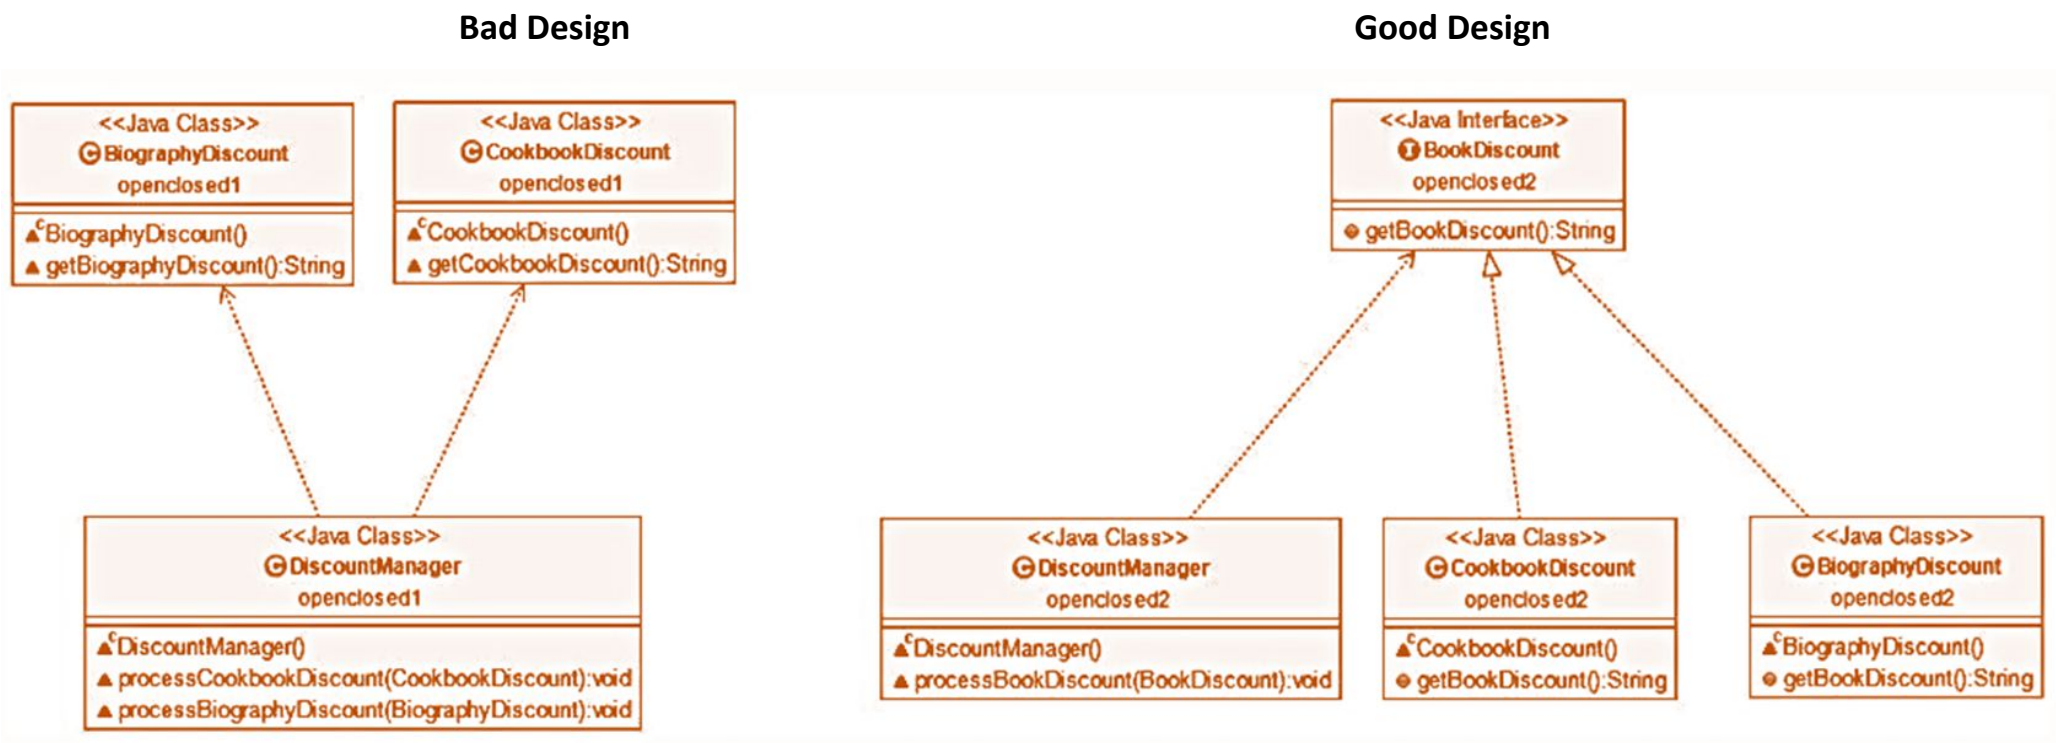 Bad Design
Good Design
<<Java Class>>
BiographyDiscount
openclosed1
BiographyDiscount()
getBiographyDiscount():String
<<Java Class>>
CookbookDiscount
openclosed1
CookbookDiscount()
getCookbookDiscount():String
<<Java Class>>
DiscountManager
openclosed1
DiscountManager()
processCookbookDiscount(CookbookDiscount):void
processBiographyDiscount(BiographyDiscount):void
<<Java Interface>>
BookDiscount
openclosed2
getBookDiscount():String
<<Java Class>>
DiscountManager
openclosed2
DiscountManager()
processBookDiscount(BookDiscount):void
<<Java Class>>
CookbookDiscount
openclosed2
CookbookDiscount()
getBookDiscount():String
<<Java Class>>
BiographyDiscount
openclosed2
BiographyDiscount()
getBookDiscount():String